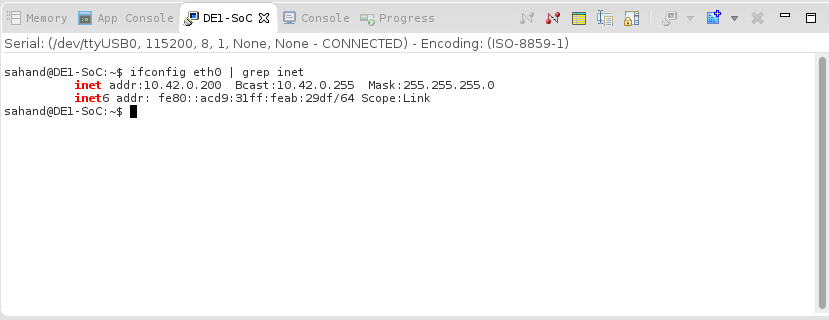 Memory App Console DE1-SoC Console Progress
Serial: (/dev/ttyUSB0, 115200, 8, 1, None, None - CONNECTED) - Encoding: (ISO-8859-1)
sahand@DE1-SoC:~$ ifconfig eth0 | grep inet
inet addr:10.42.0.200  Bcast:10.42.0.255  Mask:255.255.255.0
inet6 addr: fe80::acd9:31ff:feab:29df/64 Scope:Link
sahand@DE1-SoC:~$